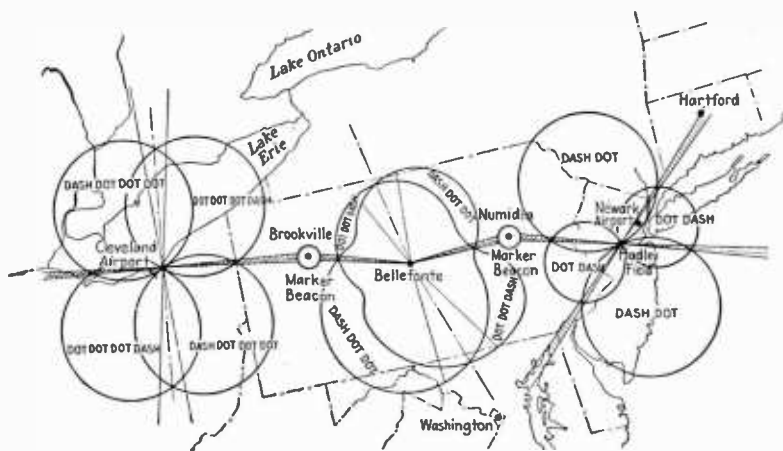 Lake Ontario
Hartford
Lake
Erie
DASH DOT
DASH DOT DOT DOT
DOT DOT DOT DASH
DOT DOT DASH
DASH DOT DOT
Newark
Airport
DOT DASH
Numidia
Brookville
Cleveland
Airport
Marker
Beacon
Bellefonte
Marker
Beacon
DOT DASH
Hadley
Field
DASH DOT
DASH DOT DOT
DOT DOT DASH
DOT DOT DOT DASH
DASH DOT DOT DOT
Washington